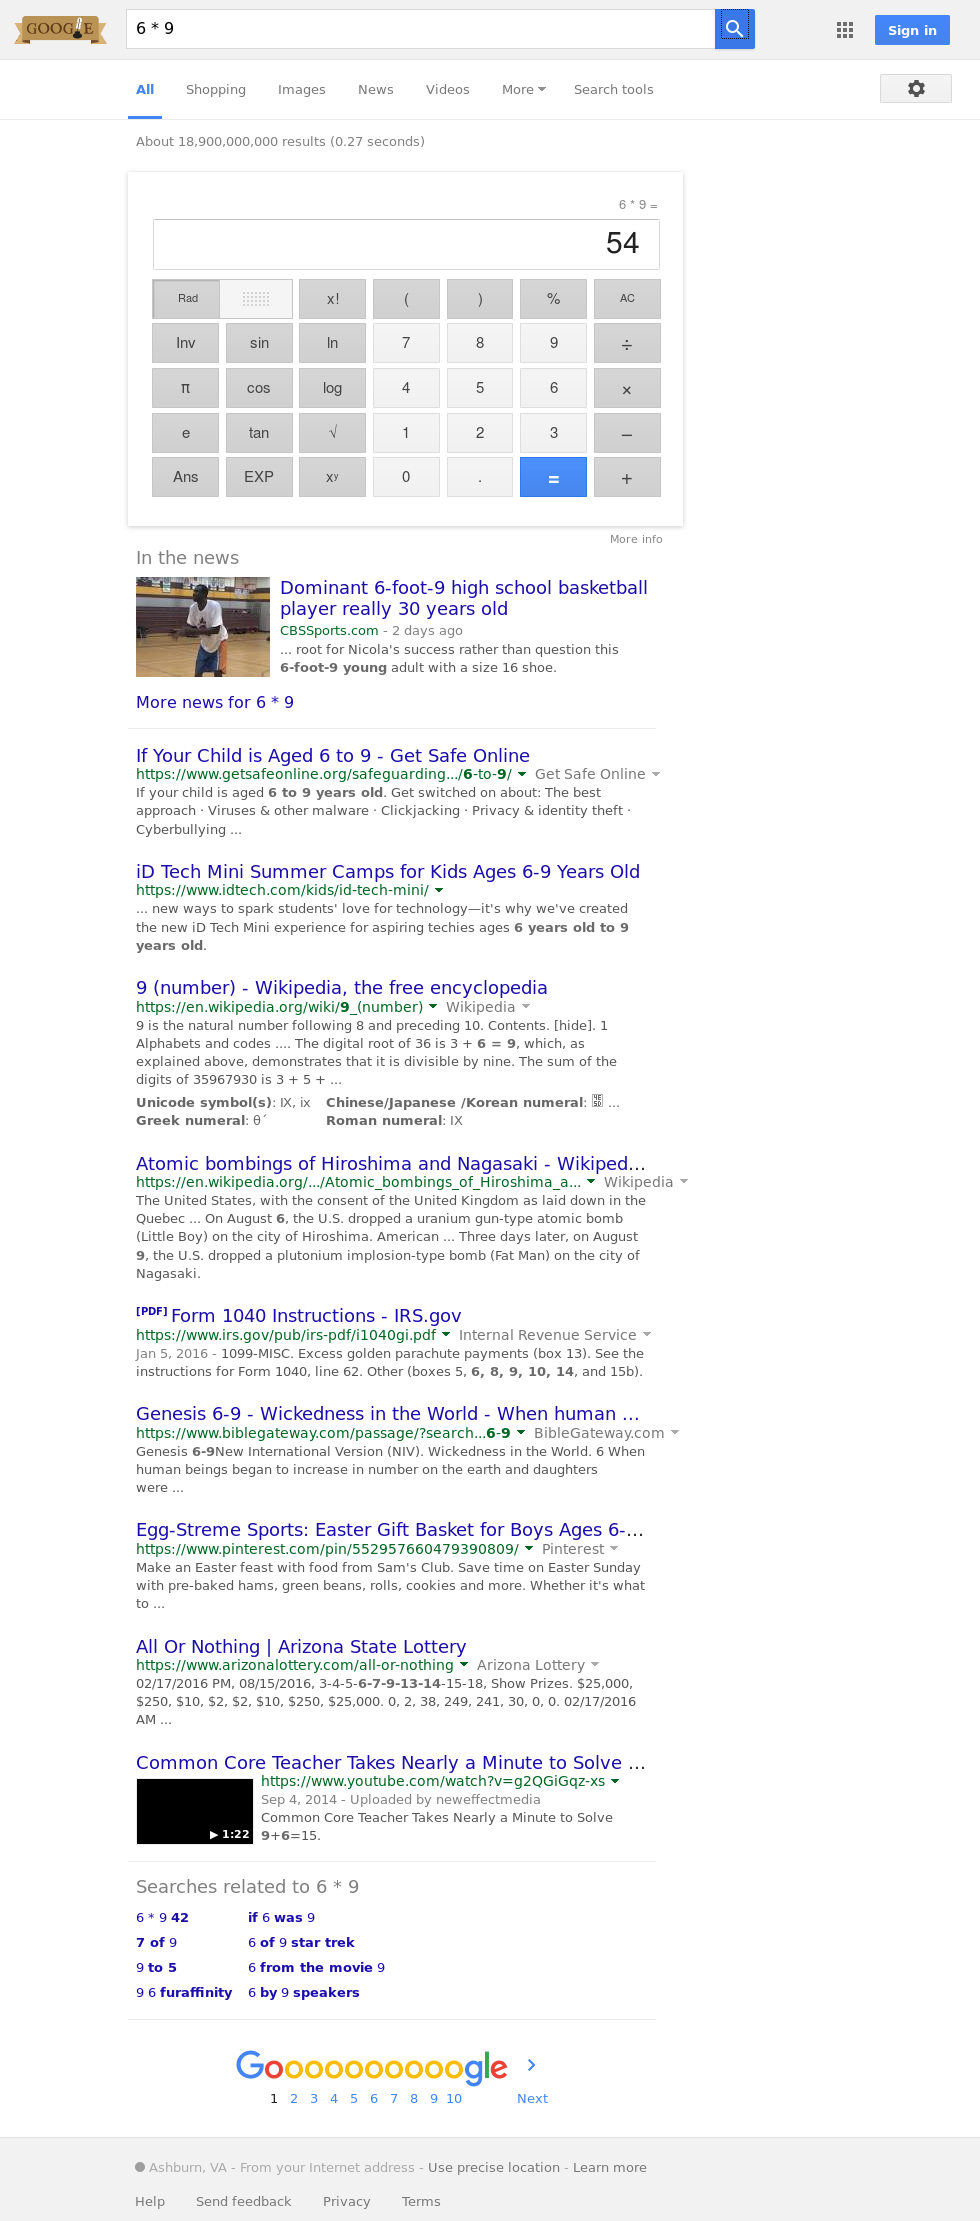 GOOGLE
6 * 9
Sign in
All Shopping Images News Videos More Search tools
About 18,900,000,000 results (0.27 seconds)
6 * 9 =
54
Rad x! ( ) % AC
Inv sin ln 7 8 9 ÷
π cos log 4 5 6 ×
e tan √ 1 2 3 −
Ans EXP xʸ 0 . = +
More info
In the news
Dominant 6-foot-9 high school basketball
player really 30 years old
CBSSports.com - 2 days ago
... root for Nicola's success rather than question this
6-foot-9 young adult with a size 16 shoe.
More news for 6 * 9
If Your Child is Aged 6 to 9 - Get Safe Online
https://www.getsafeonline.org/safeguarding.../6-to-9/ Get Safe Online
If your child is aged 6 to 9 years old. Get switched on about: The best
approach · Viruses & other malware · Clickjacking · Privacy & identity theft ·
Cyberbullying ...
iD Tech Mini Summer Camps for Kids Ages 6-9 Years Old
https://www.idtech.com/kids/id-tech-mini/
... new ways to spark students' love for technology—it's why we've created
the new iD Tech Mini experience for aspiring techies ages 6 years old to 9
years old.
9 (number) - Wikipedia, the free encyclopedia
https://en.wikipedia.org/wiki/9_(number) Wikipedia
9 is the natural number following 8 and preceding 10. Contents. [hide]. 1
Alphabets and codes .... The digital root of 36 is 3 + 6 = 9, which, as
explained above, demonstrates that it is divisible by nine. The sum of the
digits of 35967930 is 3 + 5 + ...
Unicode symbol(s): Ⅸ, ⅸ Chinese/Japanese /Korean numeral: ...
Greek numeral: θ´ Roman numeral: IX
Atomic bombings of Hiroshima and Nagasaki - Wikiped...
https://en.wikipedia.org/.../Atomic_bombings_of_Hiroshima_a... Wikipedia
The United States, with the consent of the United Kingdom as laid down in the
Quebec ... On August 6, the U.S. dropped a uranium gun-type atomic bomb
(Little Boy) on the city of Hiroshima. American ... Three days later, on August
9, the U.S. dropped a plutonium implosion-type bomb (Fat Man) on the city of
Nagasaki.
[PDF] Form 1040 Instructions - IRS.gov
https://www.irs.gov/pub/irs-pdf/i1040gi.pdf Internal Revenue Service
Jan 5, 2016 - 1099-MISC. Excess golden parachute payments (box 13). See the
instructions for Form 1040, line 62. Other (boxes 5, 6, 8, 9, 10, 14, and 15b).
Genesis 6-9 - Wickedness in the World - When human ...
https://www.biblegateway.com/passage/?search...6-9 BibleGateway.com
Genesis 6-9New International Version (NIV). Wickedness in the World. 6 When
human beings began to increase in number on the earth and daughters
were ...
Egg-Streme Sports: Easter Gift Basket for Boys Ages 6-...
https://www.pinterest.com/pin/552957660479390809/ Pinterest
Make an Easter feast with food from Sam's Club. Save time on Easter Sunday
with pre-baked hams, green beans, rolls, cookies and more. Whether it's what
to ...
All Or Nothing | Arizona State Lottery
https://www.arizonalottery.com/all-or-nothing Arizona Lottery
02/17/2016 PM, 08/15/2016, 3-4-5-6-7-9-13-14-15-18, Show Prizes. $25,000,
$250, $10, $2, $2, $10, $250, $25,000. 0, 2, 38, 249, 241, 30, 0, 0. 02/17/2016
AM ...
Common Core Teacher Takes Nearly a Minute to Solve ...
https://www.youtube.com/watch?v=g2QGiGqz-xs
Sep 4, 2014 - Uploaded by neweffectmedia
Common Core Teacher Takes Nearly a Minute to Solve
9+6=15.
1:22
Searches related to 6 * 9
6 * 9 42 if 6 was 9
7 of 9 6 of 9 star trek
9 to 5 6 from the movie 9
9 6 furaffinity 6 by 9 speakers
Goooooooooogle
1 2 3 4 5 6 7 8 9 10 Next
Ashburn, VA - From your Internet address - Use precise location - Learn more
Help Send feedback Privacy Terms